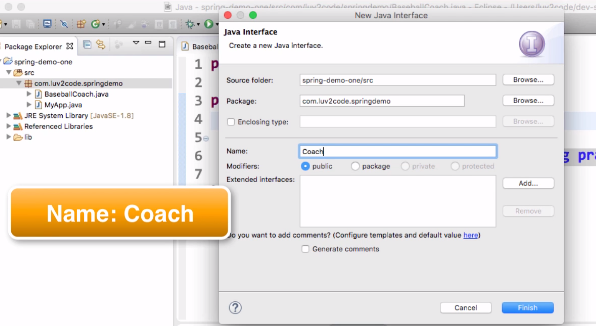 Java - spring-demo-one/src/com/luv2code/springdemo/BaseballCoach.java - Eclipse
New Java Interface
Java Interface
Create a new Java interface.
Package Explorer
spring-demo-one
src
com.luv2code.springdemo
BaseballCoach.java
MyApp.java
JRE System Library [JavaSE-1.8]
Referenced Libraries
lib
Baseball
1 p
2
3 p
4
5
6
7
Source folder: spring-demo-one/src Browse...
Package: com.luv2code.springdemo Browse...
Enclosing type: Browse...
Name: Coach
Modifiers: public package private protected
Extended interfaces: Add...
Remove
Do you want to add comments? (Configure templates and default value here)
Generate comments
? Cancel Finish
Name: Coach